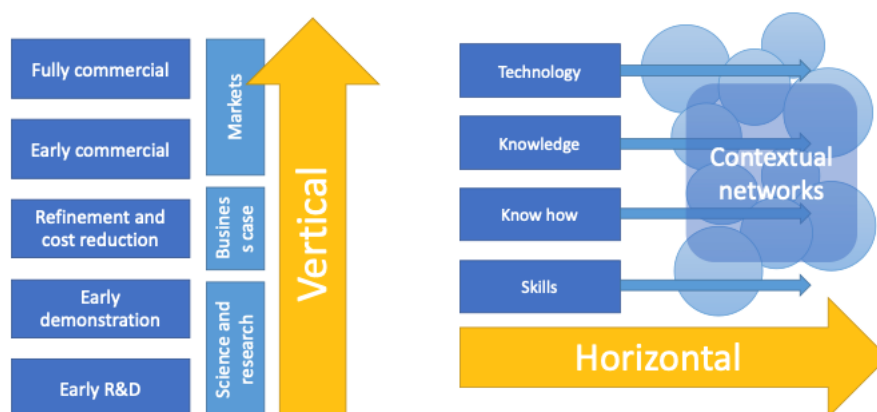 Fully commercial
Early commercial
Refinement and
cost reduction
Early
demonstration
Early R&D
Markets
Busines
s case
Science and
research
Vertical
Technology
Knowledge
Know how
Skills
Contextual
networks
Horizontal